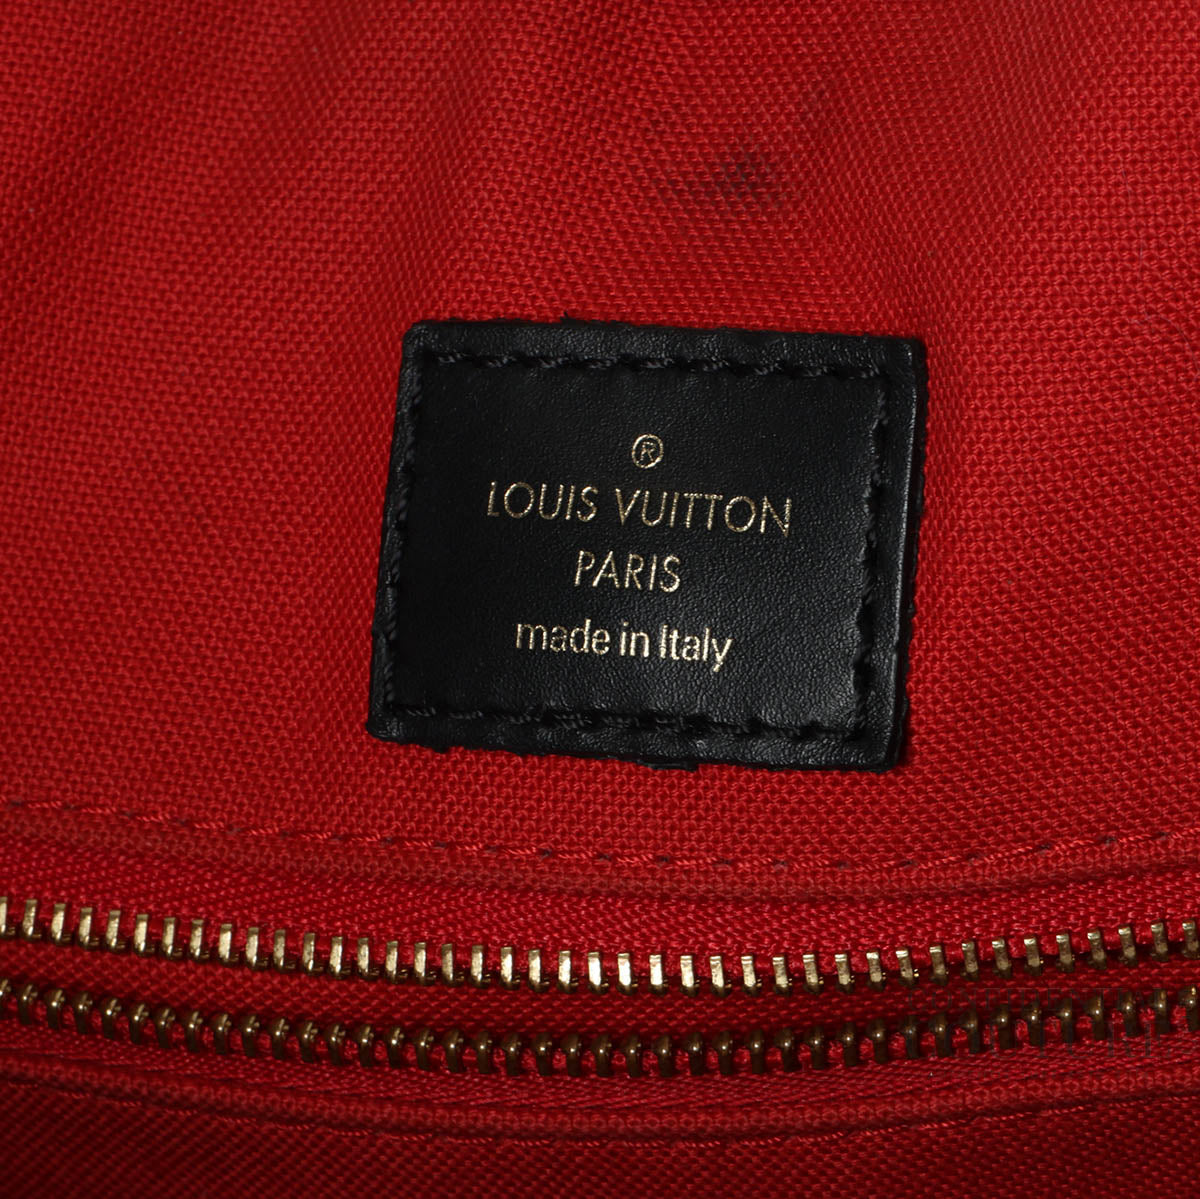 ®
LOUIS VUITTON
PARIS
made in Italy